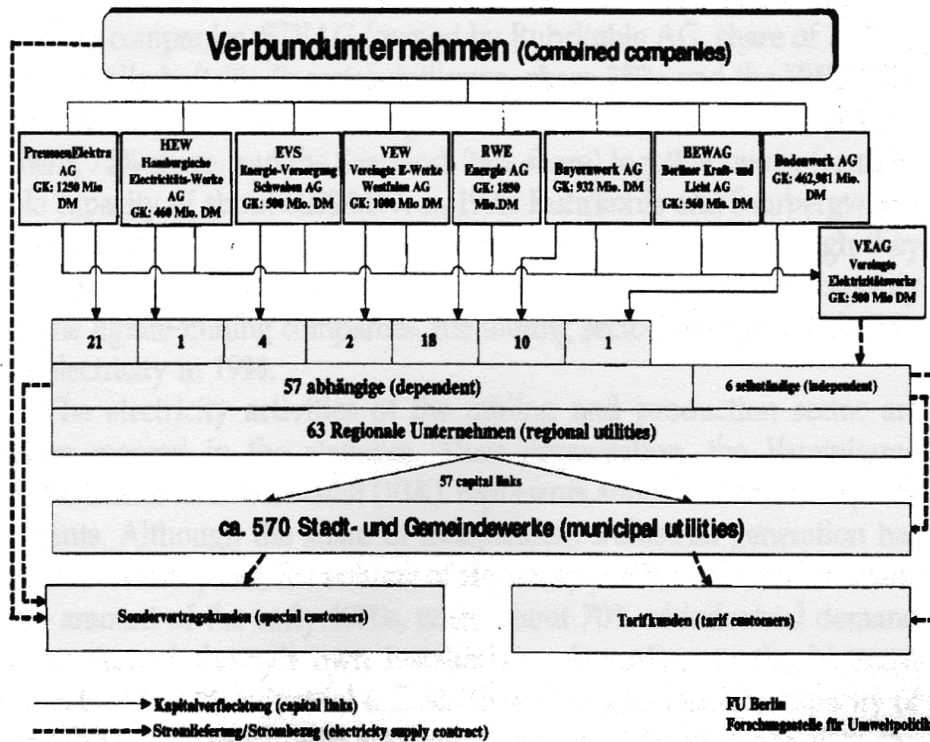 Verbundunternehmen (Combined companies)
PreussenElektra
AG
GK: 1250 Mio
DM
HEW
Hamburgische
Electricitäts-Werke
AG
GK: 460 Mio. DM
EVS
Energie-Versorgung
Schwaben AG
GK: 500 Mio. DM
VEW
Vereingte E-Werke
Westfalen AG
GK: 1000 Mio. DM
RWE
Energie AG
GK: 1850
Mio.DM
Bayernwerk AG
GK: 932 Mio. DM
BEWAG
Berliner Kraft- und
Licht AG
GK: 560 Mio. DM
Badenwerk AG
GK: 462,981 Mio.
DM
VEAG
Vereingte
Elektrizitätswerke
GK: 500 Mio DM
21 1 4 2 18 10 1
57 abhängige (dependent)
6 selbständige (independent)
63 Regionale Unternehmen (regional utilities)
57 capital links
ca. 570 Stadt- und Gemeindewerke (municipal utilities)
Sondervertragskunden (special customers)
Tarifkunden (tarif customers)
Kapitalverflechtung (capital links)
Stromlieferung/Strombezug (electricity supply contract)
FU Berlin
Forschungsstelle für Umweltpolitik